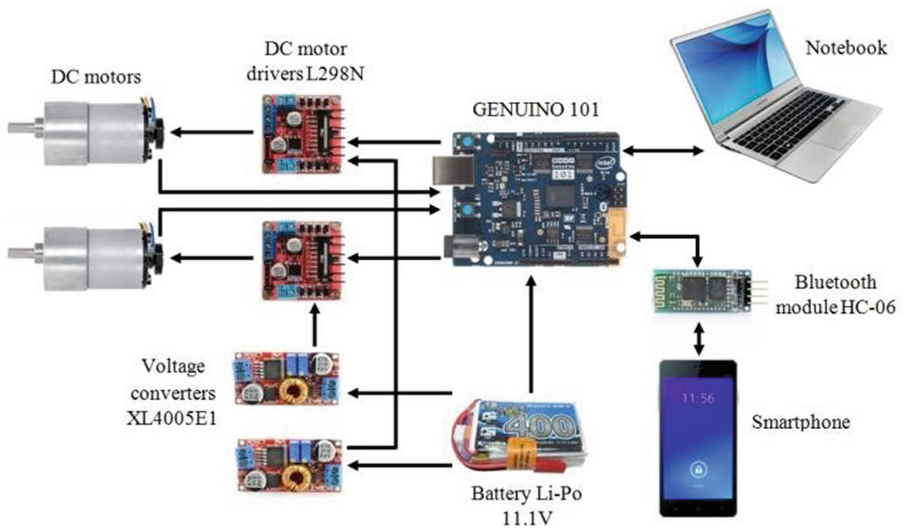 DC motors
DC motor
drivers L298N
GENUINO 101
Notebook
Bluetooth
module HC-06
Voltage
converters
XL4005E1
400
11:56
Smartphone
Battery Li-Po
11.1V